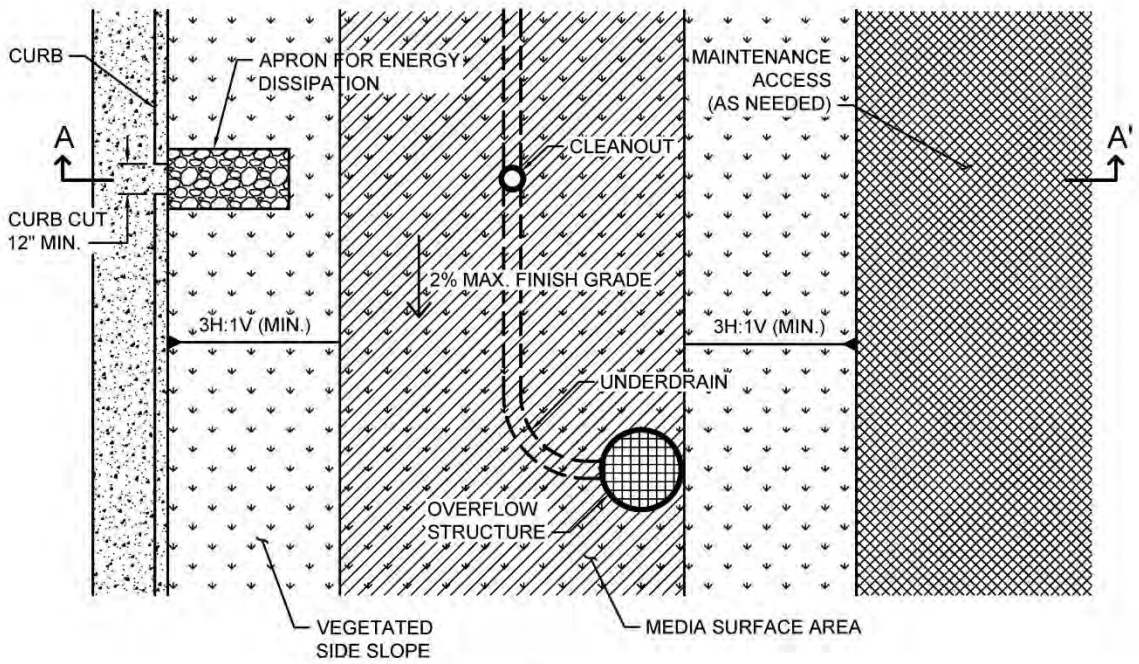 CURB
APRON FOR ENERGY
DISSIPATION
MAINTENANCE
ACCESS
(AS NEEDED)
A
A'
CLEANOUT
CURB CUT
12" MIN.
2% MAX. FINISH GRADE
3H:1V (MIN.)
3H:1V (MIN.)
UNDERDRAIN
OVERFLOW
STRUCTURE
VEGETATED
SIDE SLOPE
MEDIA SURFACE AREA